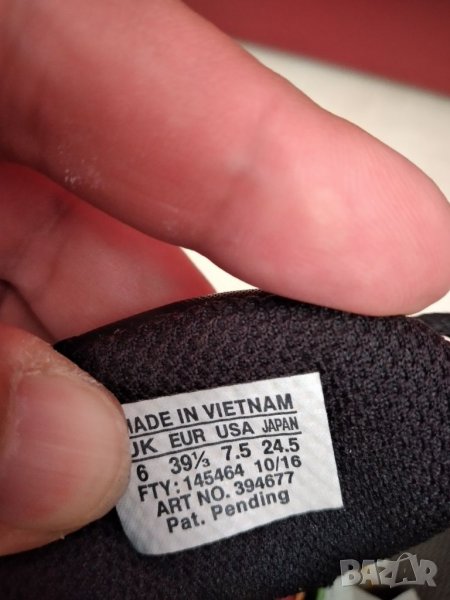 MADE IN VIETNAM
UK EUR USA JAPAN
6 39⅓ 7.5 24.5
FTY: 145464 10/16
ART NO. 394677
Pat. Pending
BAZAR